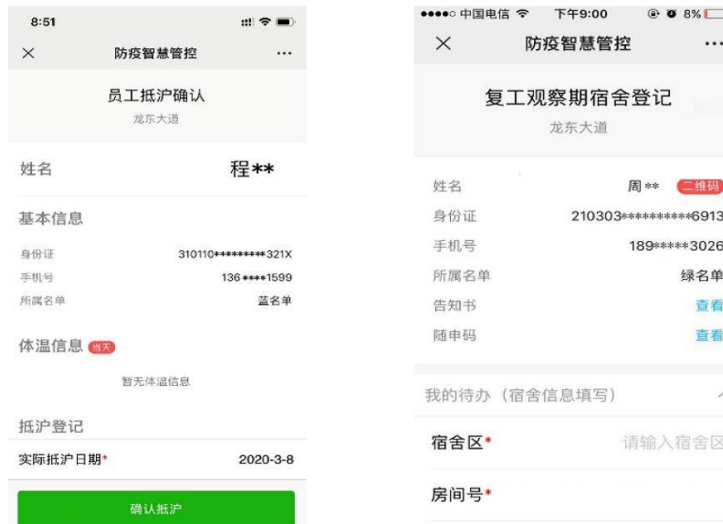 8:51
防疫智慧管控
员工抵沪确认
龙东大道
姓名 程**
基本信息
身份证 310110*********321X
手机号 136****1599
所属名单 蓝名单
体温信息 当天
暂无体温信息
抵沪登记
实际抵沪日期* 2020-3-8
确认抵沪
中国电信 下午9:00 8%
防疫智慧管控
复工观察期宿舍登记
龙东大道
姓名 周** 二维码
身份证 210303**********6913
手机号 189*****3026
所属名单 绿名单
告知书 查看
随申码 查看
我的待办（宿舍信息填写）
宿舍区* 请输入宿舍区
房间号*